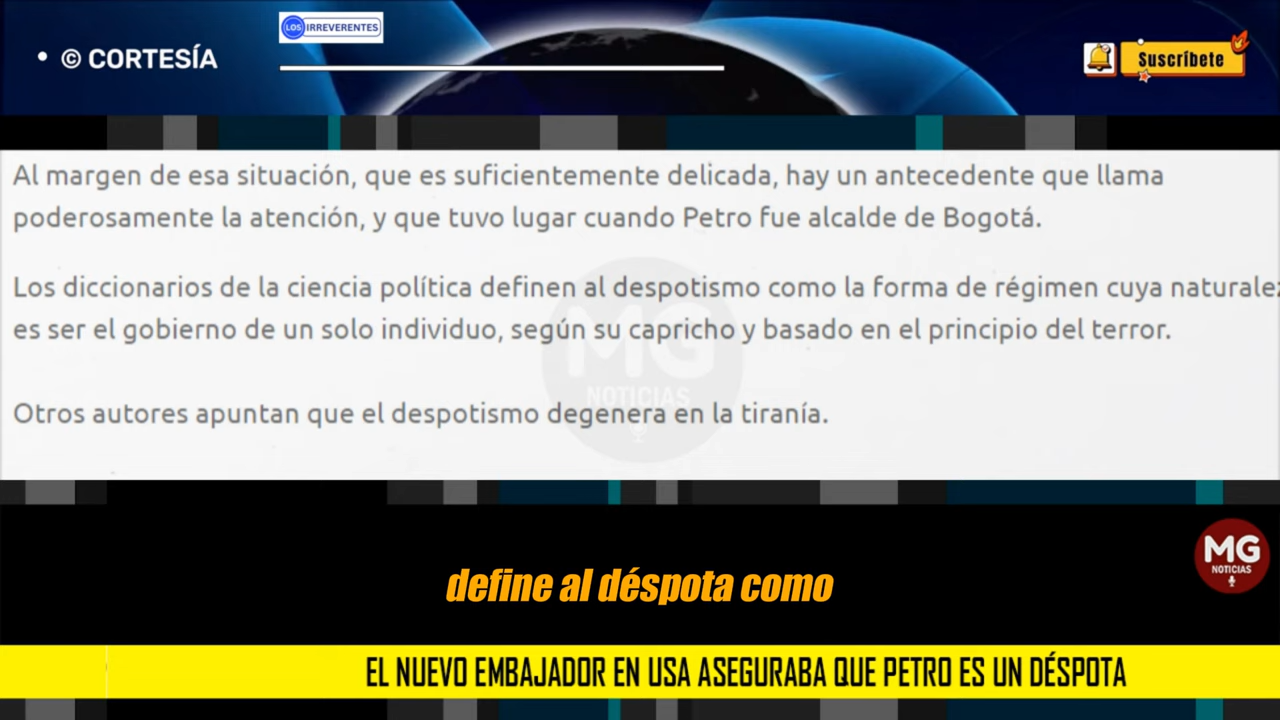 • © CORTESÍA
LOS IRREVERENTES
Suscríbete
Al margen de esa situación, que es suficientemente delicada, hay un antecedente que llama
poderosamente la atención, y que tuvo lugar cuando Petro fue alcalde de Bogotá.
Los diccionarios de la ciencia política definen al despotismo como la forma de régimen cuya
es ser el gobierno de un solo individuo, según su capricho y basado en el principio del terror.
Otros autores apuntan que el despotismo degenera en la tiranía.
MG
NOTICIAS
define al déspota como
MG
NOTICIAS
EL NUEVO EMBAJADOR EN USA ASEGURABA QUE PETRO ES UN DÉSPOTA